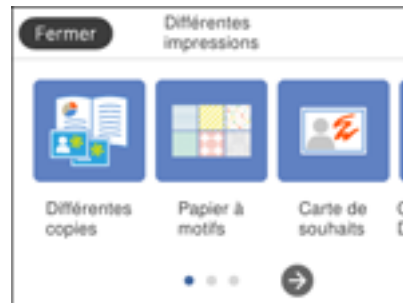 Fermer
Différentes
impressions
Différentes
copies
Papier à
motifs
Carte de
souhaits